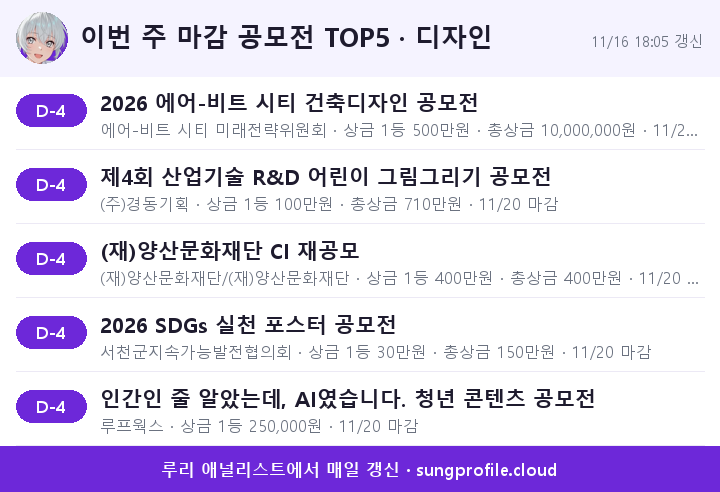 이번 주 마감 공모전 TOP5 · 디자인
11/16 18:05 갱신
D-4
2026 에어-비트 시티 건축디자인 공모전
에어-비트 시티 미래전략위원회 · 상금 1등 500만원 · 총상금 10,000,000원 · 11/2...
D-4
제4회 산업기술 R&D 어린이 그림그리기 공모전
(주)경동기획 · 상금 1등 100만원 · 총상금 710만원 · 11/20 마감
D-4
(재)양산문화재단 CI 재공모
(재)양산문화재단/(재)양산문화재단 · 상금 1등 400만원 · 총상금 400만원 · 11/20 ...
D-4
2026 SDGs 실천 포스터 공모전
서천군지속가능발전협의회 · 상금 1등 30만원 · 총상금 150만원 · 11/20 마감
D-4
인간인 줄 알았는데, AI였습니다. 청년 콘텐츠 공모전
루프웍스 · 상금 1등 250,000원 · 11/20 마감
루리 애널리스트에서 매일 갱신 · sungprofile.cloud